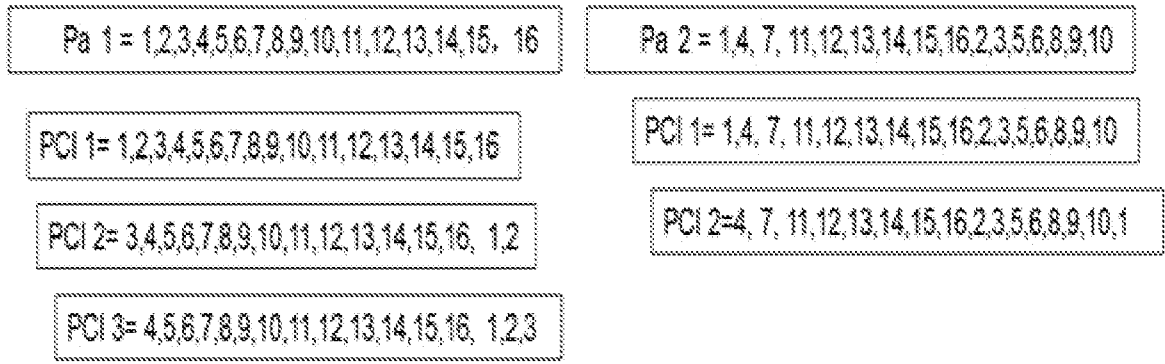 Pa 1 = 1,2,3,4,5,6,7,8,9,10,11,12,13,14,15, 16
PCI 1= 1,2,3,4,5,6,7,8,9,10,11,12,13,14,15,16
PCI 2= 3,4,5,6,7,8,9,10,11,12,13,14,15,16, 1,2
PCI 3= 4,5,6,7,8,9,10,11,12,13,14,15,16, 1,2,3
Pa 2 = 1,4, 7, 11,12,13,14,15,16,2,3,5,6,8,9,10
PCI 1= 1,4, 7, 11,12,13,14,15,16,2,3,5,6,8,9,10
PCI 2=4, 7, 11,12,13,14,15,16,2,3,5,6,8,9,10,1